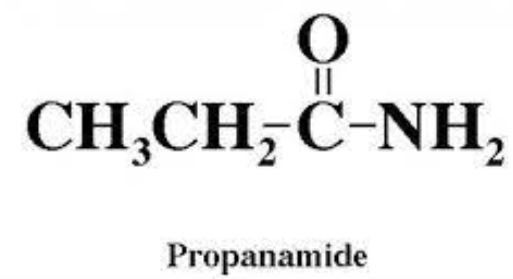 O
CH₃CH₂-C-NH₂
Propanamide